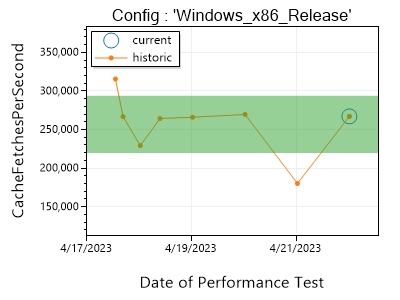 Config : 'Windows_x86_Release'
current
historic
350,000
300,000
250,000
200,000
150,000
CacheFetchesPerSecond
4/17/2023
4/19/2023
4/21/2023
Date of Performance Test